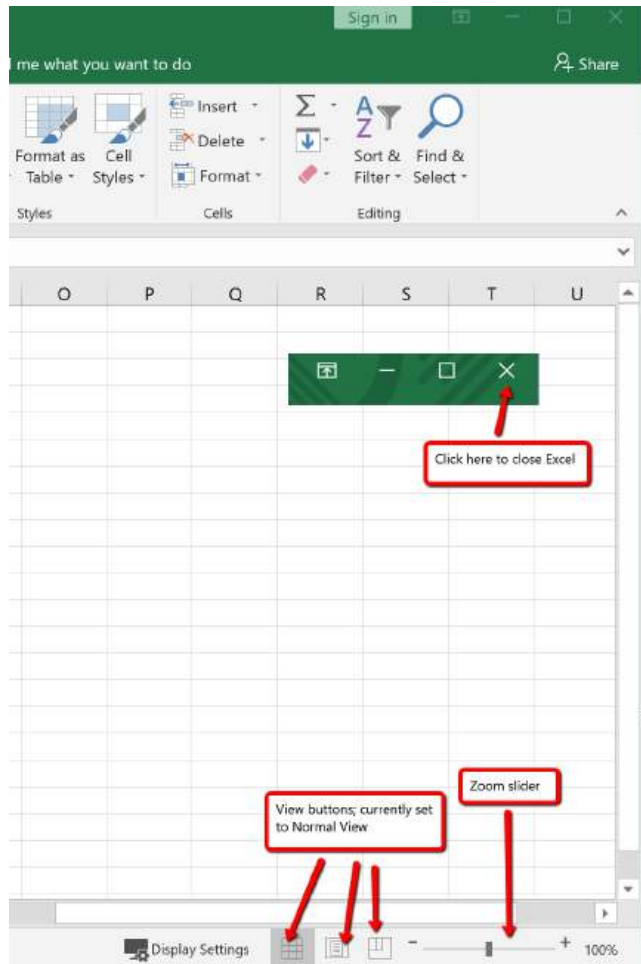 Sign in
me what you want to do
Share
Insert
Delete
Format
Format as
Table
Cell
Styles
Sort &
Filter
Find &
Select
Styles
Cells
Editing
O P Q R S T U
Click here to close Excel
Zoom slider
View buttons; currently set
to Normal View
Display Settings
- + 100%